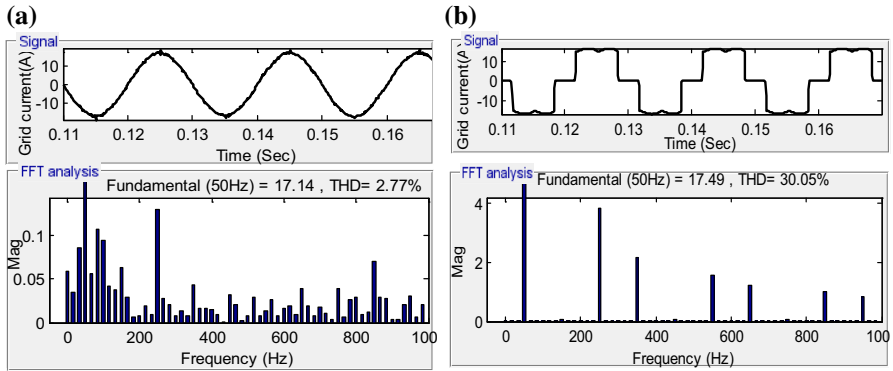 (a)
Signal
Grid current(A)
10
0
-10
0.11 0.12 0.13 0.14 0.15 0.16
Time (Sec)
FFT analysis
Fundamental (50Hz) = 17.14 , THD= 2.77%
Mag
0.1
0.05
0
0 200 400 600 800 100
Frequency (Hz)
(b)
Signal
Grid current(A)
10
0
-10
0.11 0.12 0.13 0.14 0.15 0.16
Time (Sec)
FFT analysis
Fundamental (50Hz) = 17.49 , THD= 30.05%
Mag
4
2
0
0 200 400 600 800 100
Frequency (Hz)